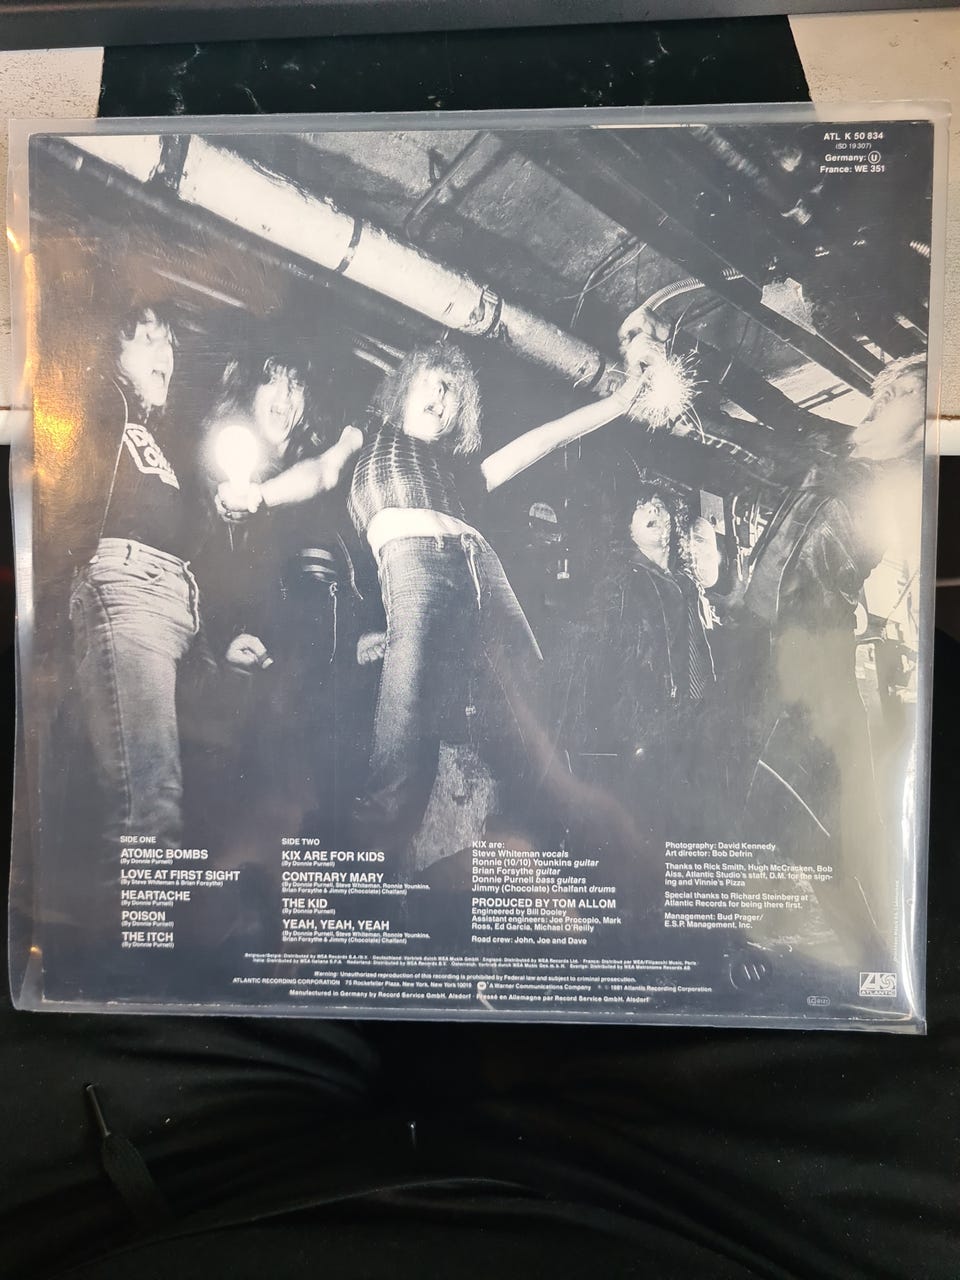 ATL K 50 834
(SD 19 307)
Germany: U
France: WE 351
SIDE ONE
ATOMIC BOMBS
(By Donnie Purnell)
LOVE AT FIRST SIGHT
(By Steve Whiteman & Brian Forsythe)
HEARTACHE
(By Donnie Purnell)
POISON
(By Donnie Purnell)
THE ITCH
(By Donnie Purnell)
SIDE TWO
KIX ARE FOR KIDS
(By Donnie Purnell)
CONTRARY MARY
(By Donnie Purnell, Steve Whiteman, Ronnie Younkins,
Brian Forsythe & Jimmy (Chocolate) Chalfant)
THE KID
(By Donnie Purnell)
YEAH, YEAH, YEAH
(By Donnie Purnell, Steve Whiteman, Ronnie Younkins,
Brian Forsythe & Jimmy (Chocolate) Chalfant)
KIX are:
Steve Whiteman vocals
Ronnie (10/10) Younkins guitar
Brian Forsythe guitar
Donnie Purnell bass guitars
Jimmy (Chocolate) Chalfant drums
PRODUCED BY TOM ALLOM
Engineered by Bill Dooley
Assistant engineers: Joe Procopio, Mark
Ross, Ed Garcia, Michael O'Reilly
Road crew: John, Joe and Dave
Photography: David Kennedy
Art director: Bob Defrin
Thanks to Rick Smith, Hugh McCracken, Bob
Aiss, Atlantic Studio's staff, D.M. for the sign-
ing and Vinnie's Pizza
Special thanks to Richard Steinberg at
Atlantic Records for being there first.
Management: Bud Prager/
E.S.P. Management, Inc.
Warning: Unauthorized reproduction of this recording is prohibited by Federal law and subject to criminal prosecution.
ATLANTIC RECORDING CORPORATION 75 Rockefeller Plaza, New York, New York 10019 A Warner Communications Company 1981 Atlantic Recording Corporation
Manufactured in Germany by Record Service GmbH, Alsdorf · Pressé en Allemagne par Record Service GmbH, Alsdorf
ATLANTIC